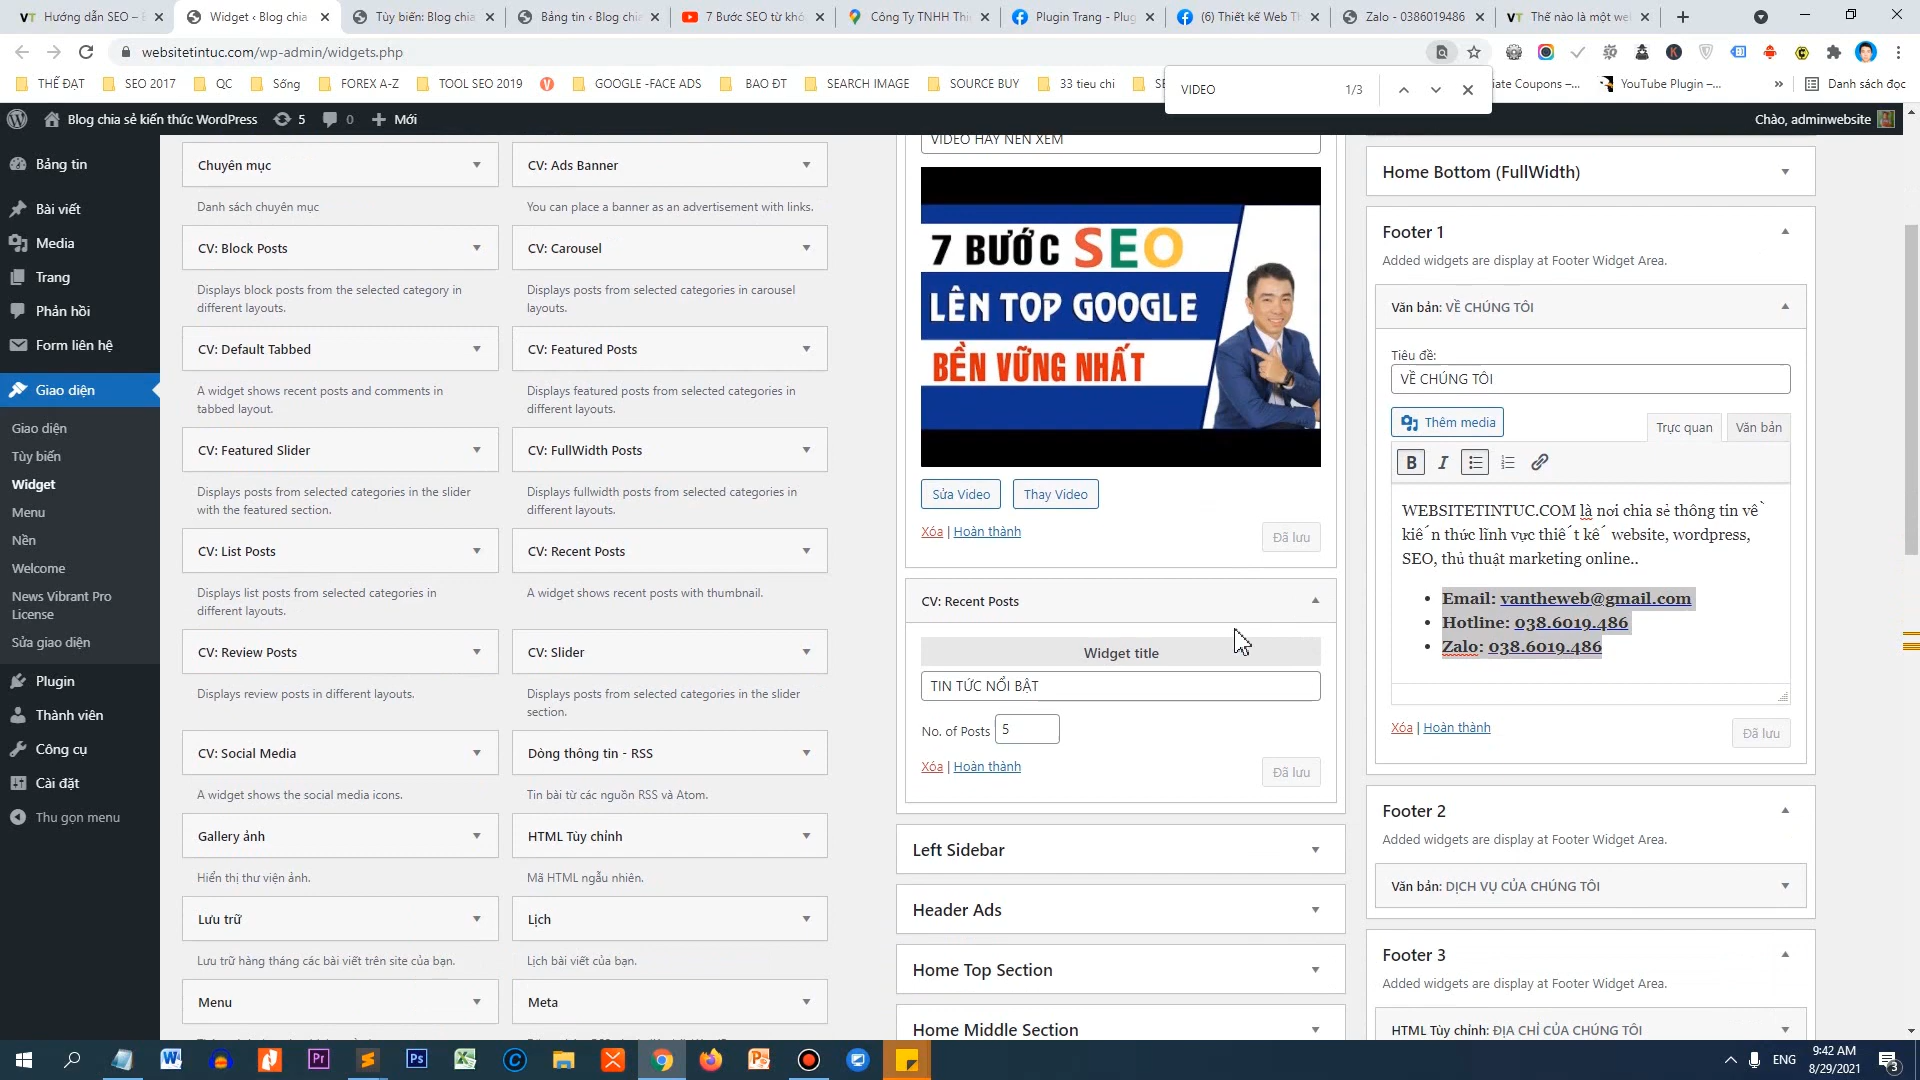 Hướng dẫn SEO – E
Widget ‹ Blog chia
Tùy biến: Blog chia
Bảng tin ‹ Blog chia
7 Bước SEO từ khó
Công Ty TNHH Thi
Plugin Trang - Plug
(6) Thiết kế Web Th
Zalo - 0386019486
Thế nào là một web
websitetintuc.com/wp-admin/widgets.php
THẾ ĐẠT
SEO 2017
QC
Sống
FOREX A-Z
TOOL SEO 2019
GOOGLE -FACE ADS
BAO ĐT
SEARCH IMAGE
SOURCE BUY
33 tieu chi
iate Coupons –...
YouTube Plugin –...
Danh sách đọc
VIDEO
1/3
Blog chia sẻ kiến thức WordPress
5
0
Mới
Chào, adminwebsite
Bảng tin
Bài viết
Media
Trang
Phản hồi
Form liên hệ
Giao diện
Giao diện
Tùy biến
Widget
Menu
Nền
Welcome
News Vibrant Pro
License
Sửa giao diện
Plugin
Thành viên
Công cụ
Cài đặt
Thu gọn menu
Chuyên mục
Danh sách chuyên mục
CV: Ads Banner
You can place a banner as an advertisement with links.
CV: Block Posts
Displays block posts from the selected category in
different layouts.
CV: Carousel
Displays posts from selected categories in carousel
layouts.
CV: Default Tabbed
A widget shows recent posts and comments in
tabbed layout.
CV: Featured Posts
Displays featured posts from selected categories in
different layouts.
CV: Featured Slider
Displays posts from selected categories in the slider
with the featured section.
CV: FullWidth Posts
Displays fullwidth posts from selected categories in
different layouts.
CV: List Posts
Displays list posts from selected categories in
different layouts.
CV: Recent Posts
A widget shows recent posts with thumbnail.
CV: Review Posts
Displays review posts in different layouts.
CV: Slider
Displays posts from selected categories in the slider
section.
CV: Social Media
A widget shows the social media icons.
Dòng thông tin - RSS
Tin bài từ các nguồn RSS và Atom.
Gallery ảnh
Hiển thị thư viện ảnh.
HTML Tùy chỉnh
Mã HTML ngẫu nhiên.
Lưu trữ
Lưu trữ hàng tháng các bài viết trên site của bạn.
Lịch
Lịch bài viết của bạn.
Menu
Meta
VIDEO HAY NÊN XEM
7 BƯỚC SEO
LÊN TOP GOOGLE
BỀN VỮNG NHẤT
Sửa Video
Thay Video
Xóa | Hoàn thành
Đã lưu
CV: Recent Posts
Widget title
TIN TỨC NỔI BẬT
No. of Posts 5
Xóa | Hoàn thành
Đã lưu
Left Sidebar
Header Ads
Home Top Section
Home Middle Section
Home Bottom (FullWidth)
Footer 1
Added widgets are display at Footer Widget Area.
Văn bản: VỀ CHÚNG TÔI
Tiêu đề:
VỀ CHÚNG TÔI
Thêm media
Trực quan
Văn bản
WEBSITETINTUC.COM là nơi chia sẻ thông tin về
kiến thức lĩnh vực thiết kế website, wordpress,
SEO, thủ thuật marketing online..
Email: vantheweb@gmail.com
Hotline: 038.6019.486
Zalo: 038.6019.486
Xóa | Hoàn thành
Đã lưu
Footer 2
Added widgets are display at Footer Widget Area.
Văn bản: DỊCH VỤ CỦA CHÚNG TÔI
Footer 3
Added widgets are display at Footer Widget Area.
HTML Tùy chỉnh: ĐỊA CHỈ CỦA CHÚNG TÔI
ENG
9:42 AM
8/29/2021
3